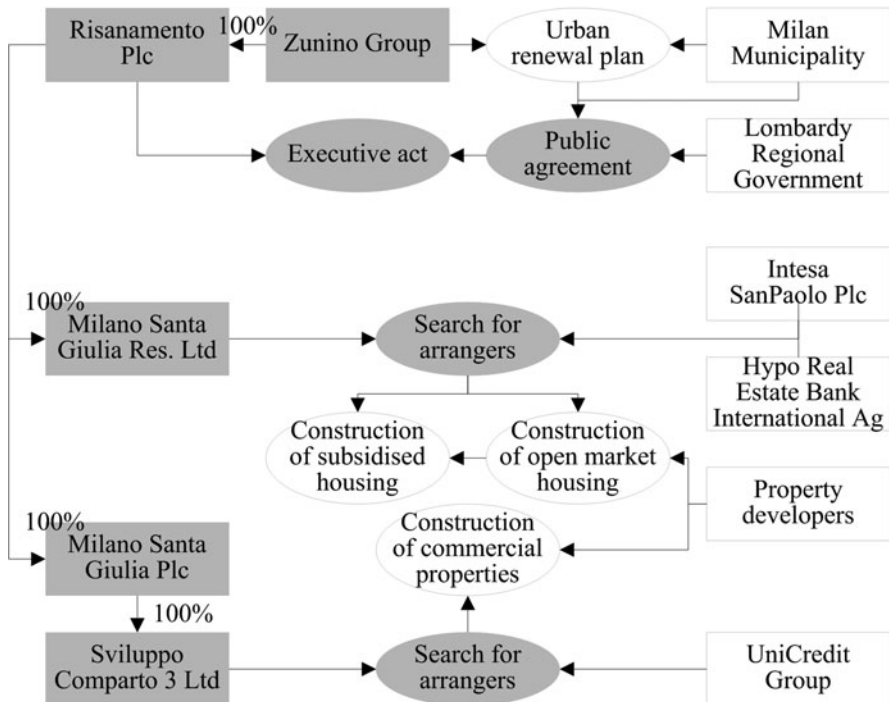 Risanamento
Plc
100%
Zunino Group
Urban
renewal plan
Milan
Municipality
Executive act
Public
agreement
Lombardy
Regional
Government
Intesa
SanPaolo Plc
100%
Milano Santa
Giulia Res. Ltd
Search for
arrangers
Hypo Real
Estate Bank
International Ag
Construction
of subsidised
housing
Construction
of open market
housing
Property
developers
100%
Milano Santa
Giulia Plc
Construction
of commercial
properties
100%
Sviluppo
Comparto 3 Ltd
Search for
arrangers
UniCredit
Group